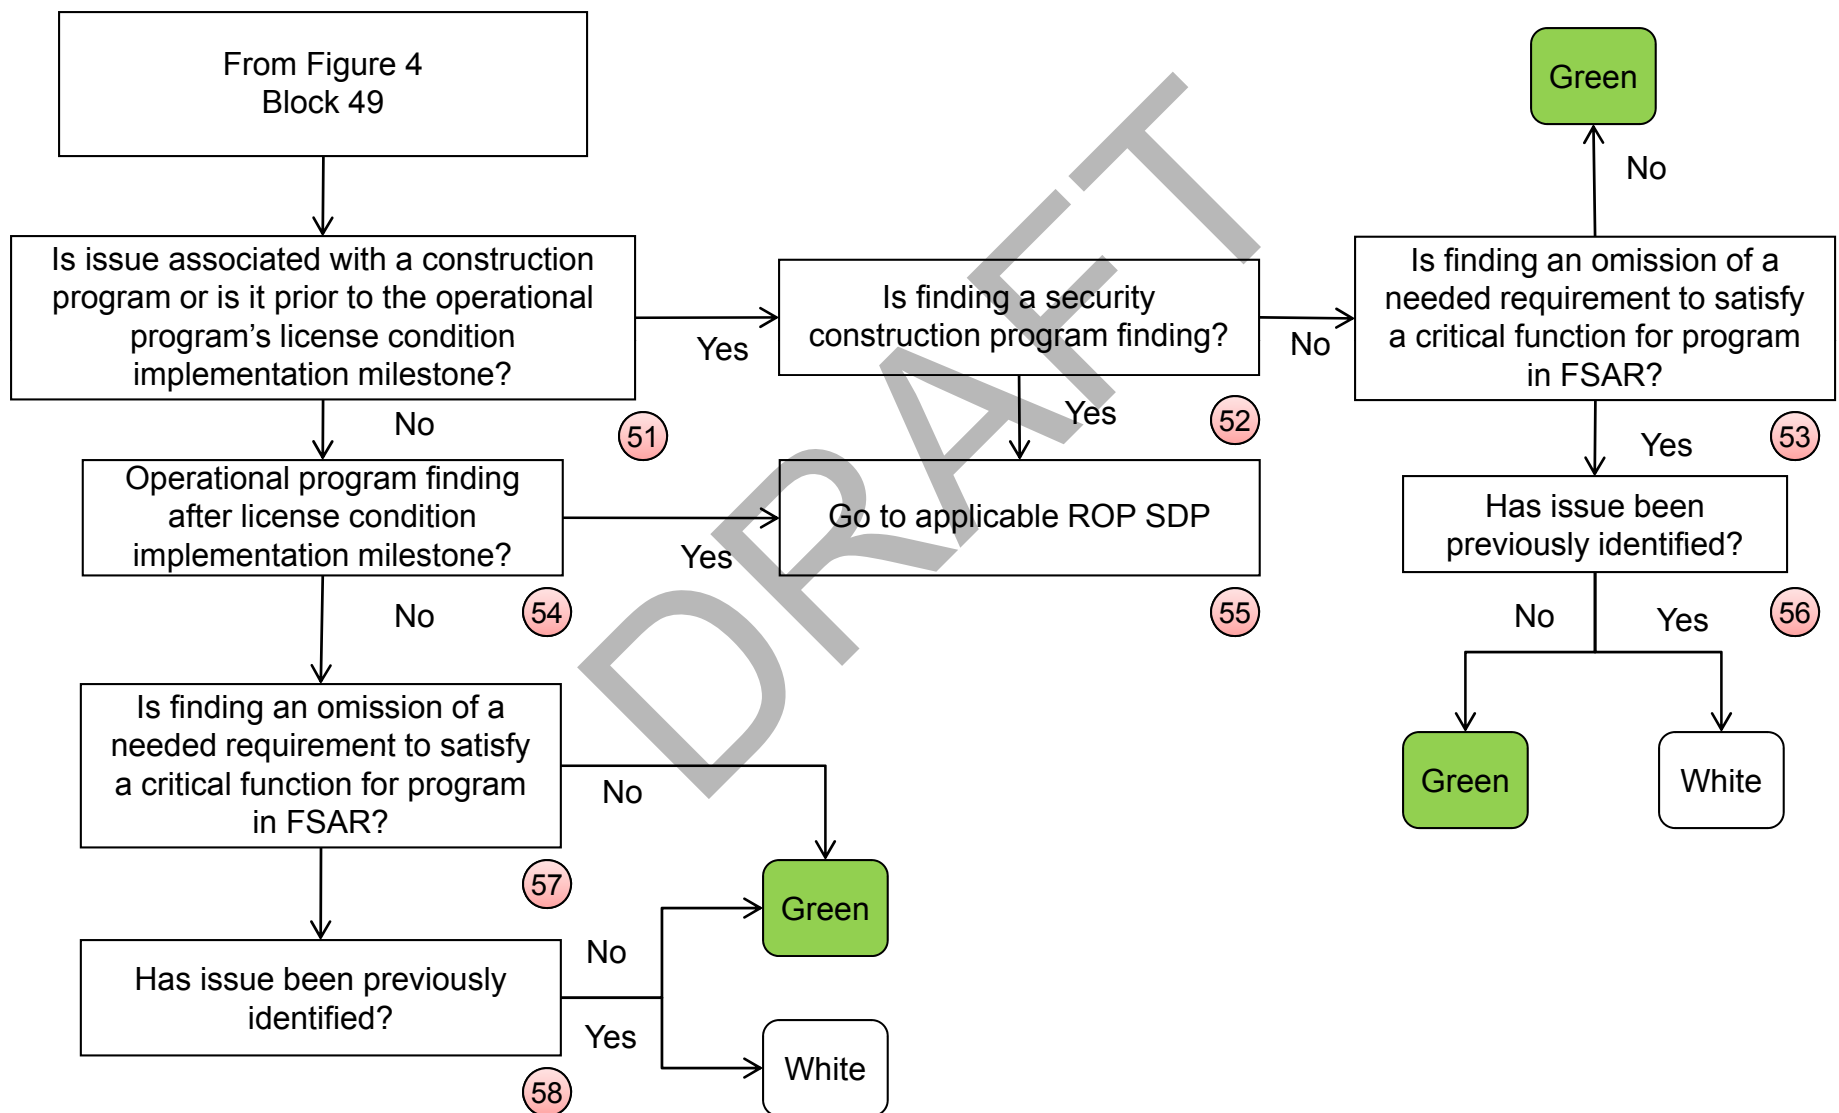 From Figure 4
Block 49
Green
No
Is issue associated with a construction
program or is it prior to the operational
program’s license condition
implementation milestone?
Yes
Is finding a security
construction program finding?
No
Is finding an omission of a
needed requirement to satisfy
a critical function for program
in FSAR?
No
51
Yes
52
Yes
53
Operational program finding
after license condition
implementation milestone?
Yes
Go to applicable ROP SDP
Has issue been
previously identified?
No
54
55
No
Yes
56
Is finding an omission of a
needed requirement to satisfy
a critical function for program
in FSAR?
No
Green
White
57
Green
Has issue been previously
identified?
No
Yes
White
58
DRAFT